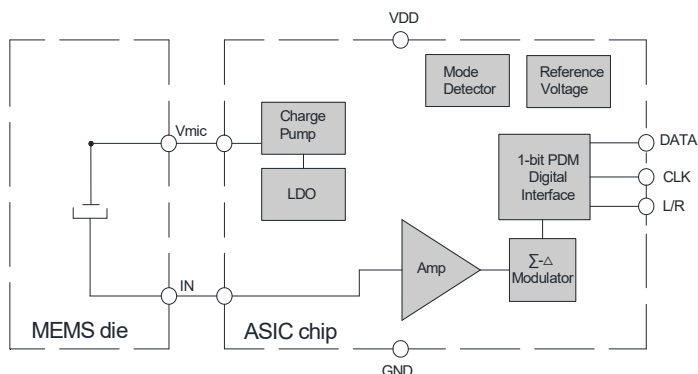 VDD
Mode
Detector
Reference
Voltage
Charge
Pump
Vmic
DATA
1-bit PDM
Digital
Interface
CLK
LDO
L/R
Amp
∑-△
Modulator
IN
MEMS die
ASIC chip
GND